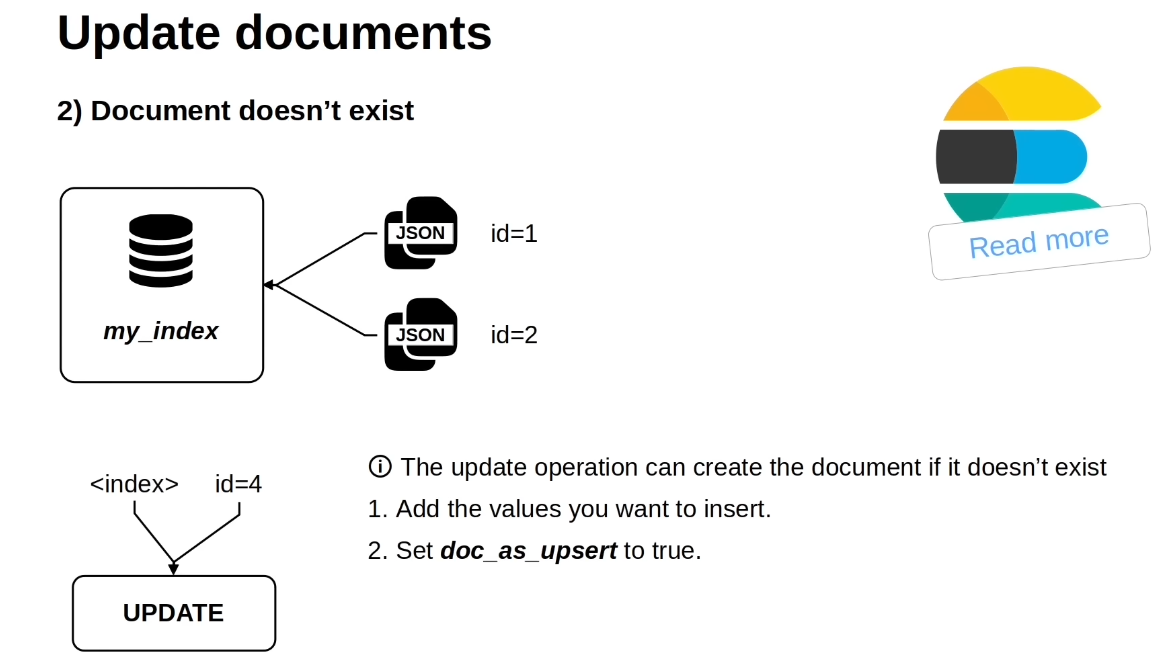 Update documents
2) Document doesn’t exist
Read more
JSON id=1
my_index
JSON id=2
ⓘ The update operation can create the document if it doesn’t exist
<index> id=4
1. Add the values you want to insert.
2. Set doc_as_upsert to true.
UPDATE